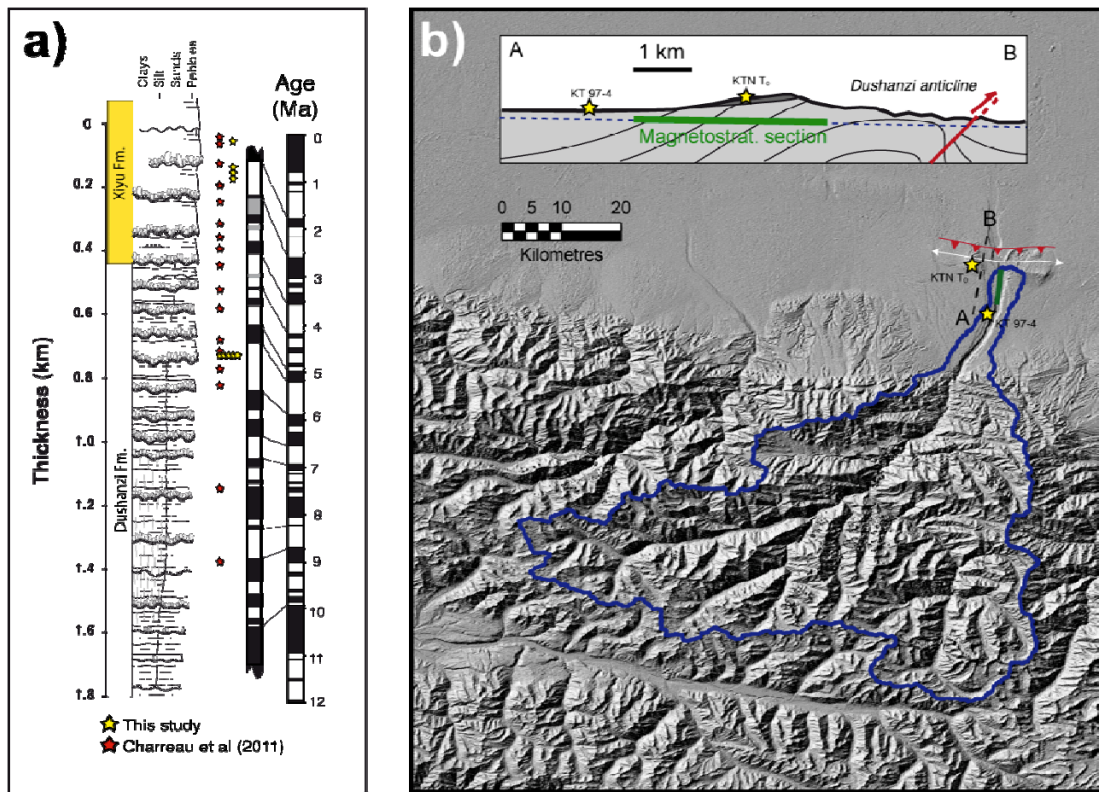 a)
Clays
Silt
Sands
Pebbles
Age
(Ma)
Thickness (km)
0
0.2
0.4
0.6
0.8
1.0
1.2
1.4
1.6
1.8
Xiyu Fm.
Dushanzi Fm.
0
1
2
3
4
5
6
7
8
9
10
11
12
This study
Charreau et al (2011)
b)
A
B
1 km
KT 97-4
KTN T₀
Dushanzi anticline
Magnetostrat. section
0 5 10 20
Kilometres
B
KTN T₀
A
KT 97-4